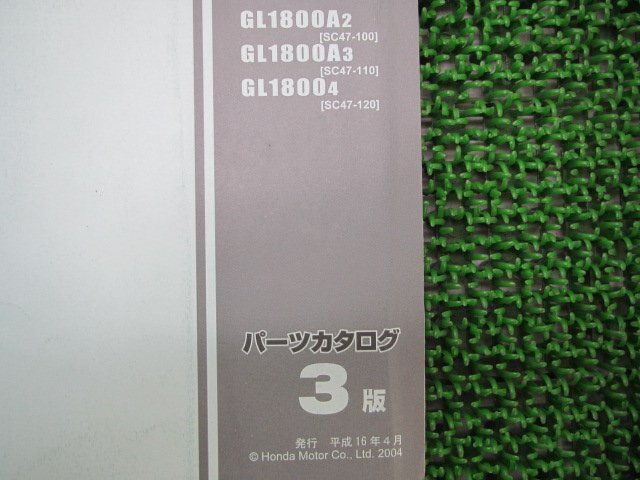 GL1800A2
[SC47-100]
GL1800A3
[SC47-110]
GL18004
[SC47-120]
パーツカタログ
3版
発行 平成16年4月
© Honda Motor Co., Ltd. 2004